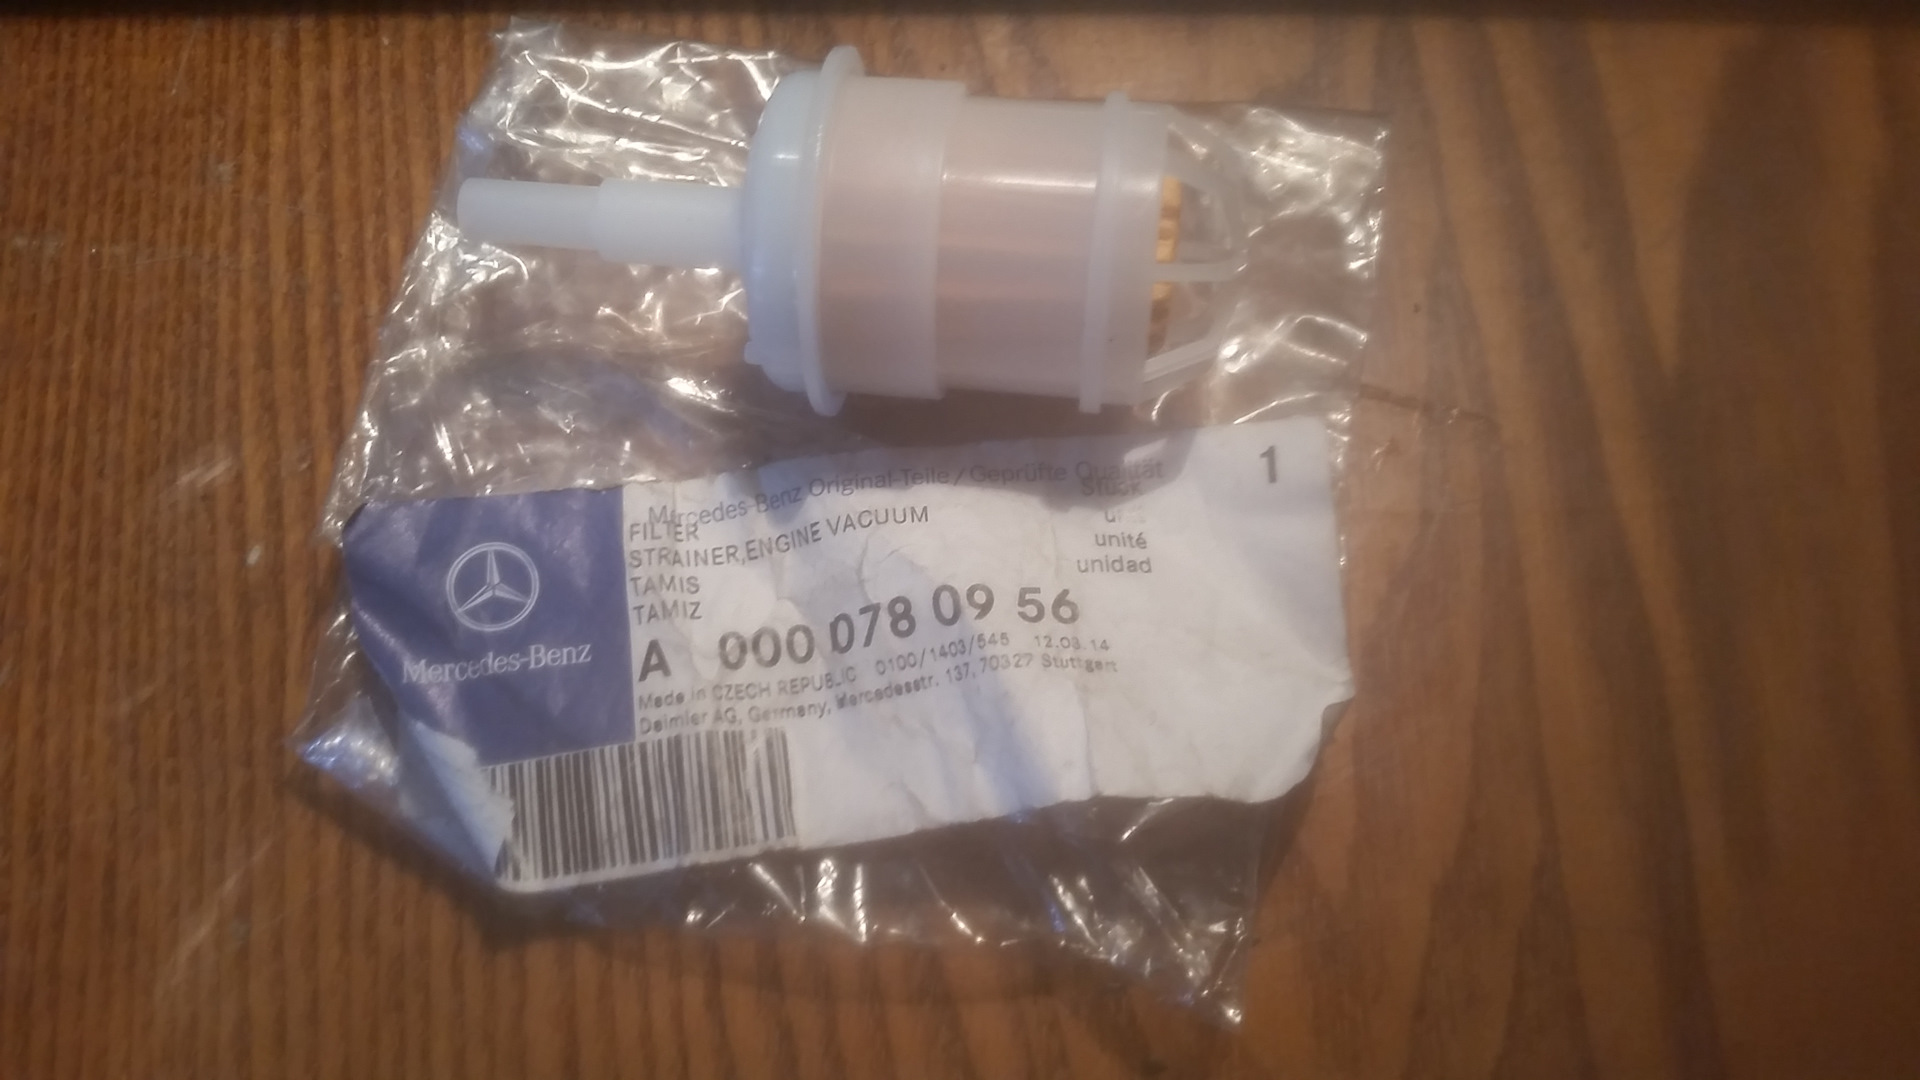 Mercedes-Benz Original-Teile / Geprüfte Qualität
1
FILTER
Stück
STRAINER,ENGINE VACUUM
TAMIS
unité
TAMIZ
unidad
A 000 078 09 56
Made in CZECH REPUBLIC 0100/1403/545 12.03.14
Daimler AG, Germany, Mercedesstr. 137, 70327 Stuttgart
Mercedes-Benz